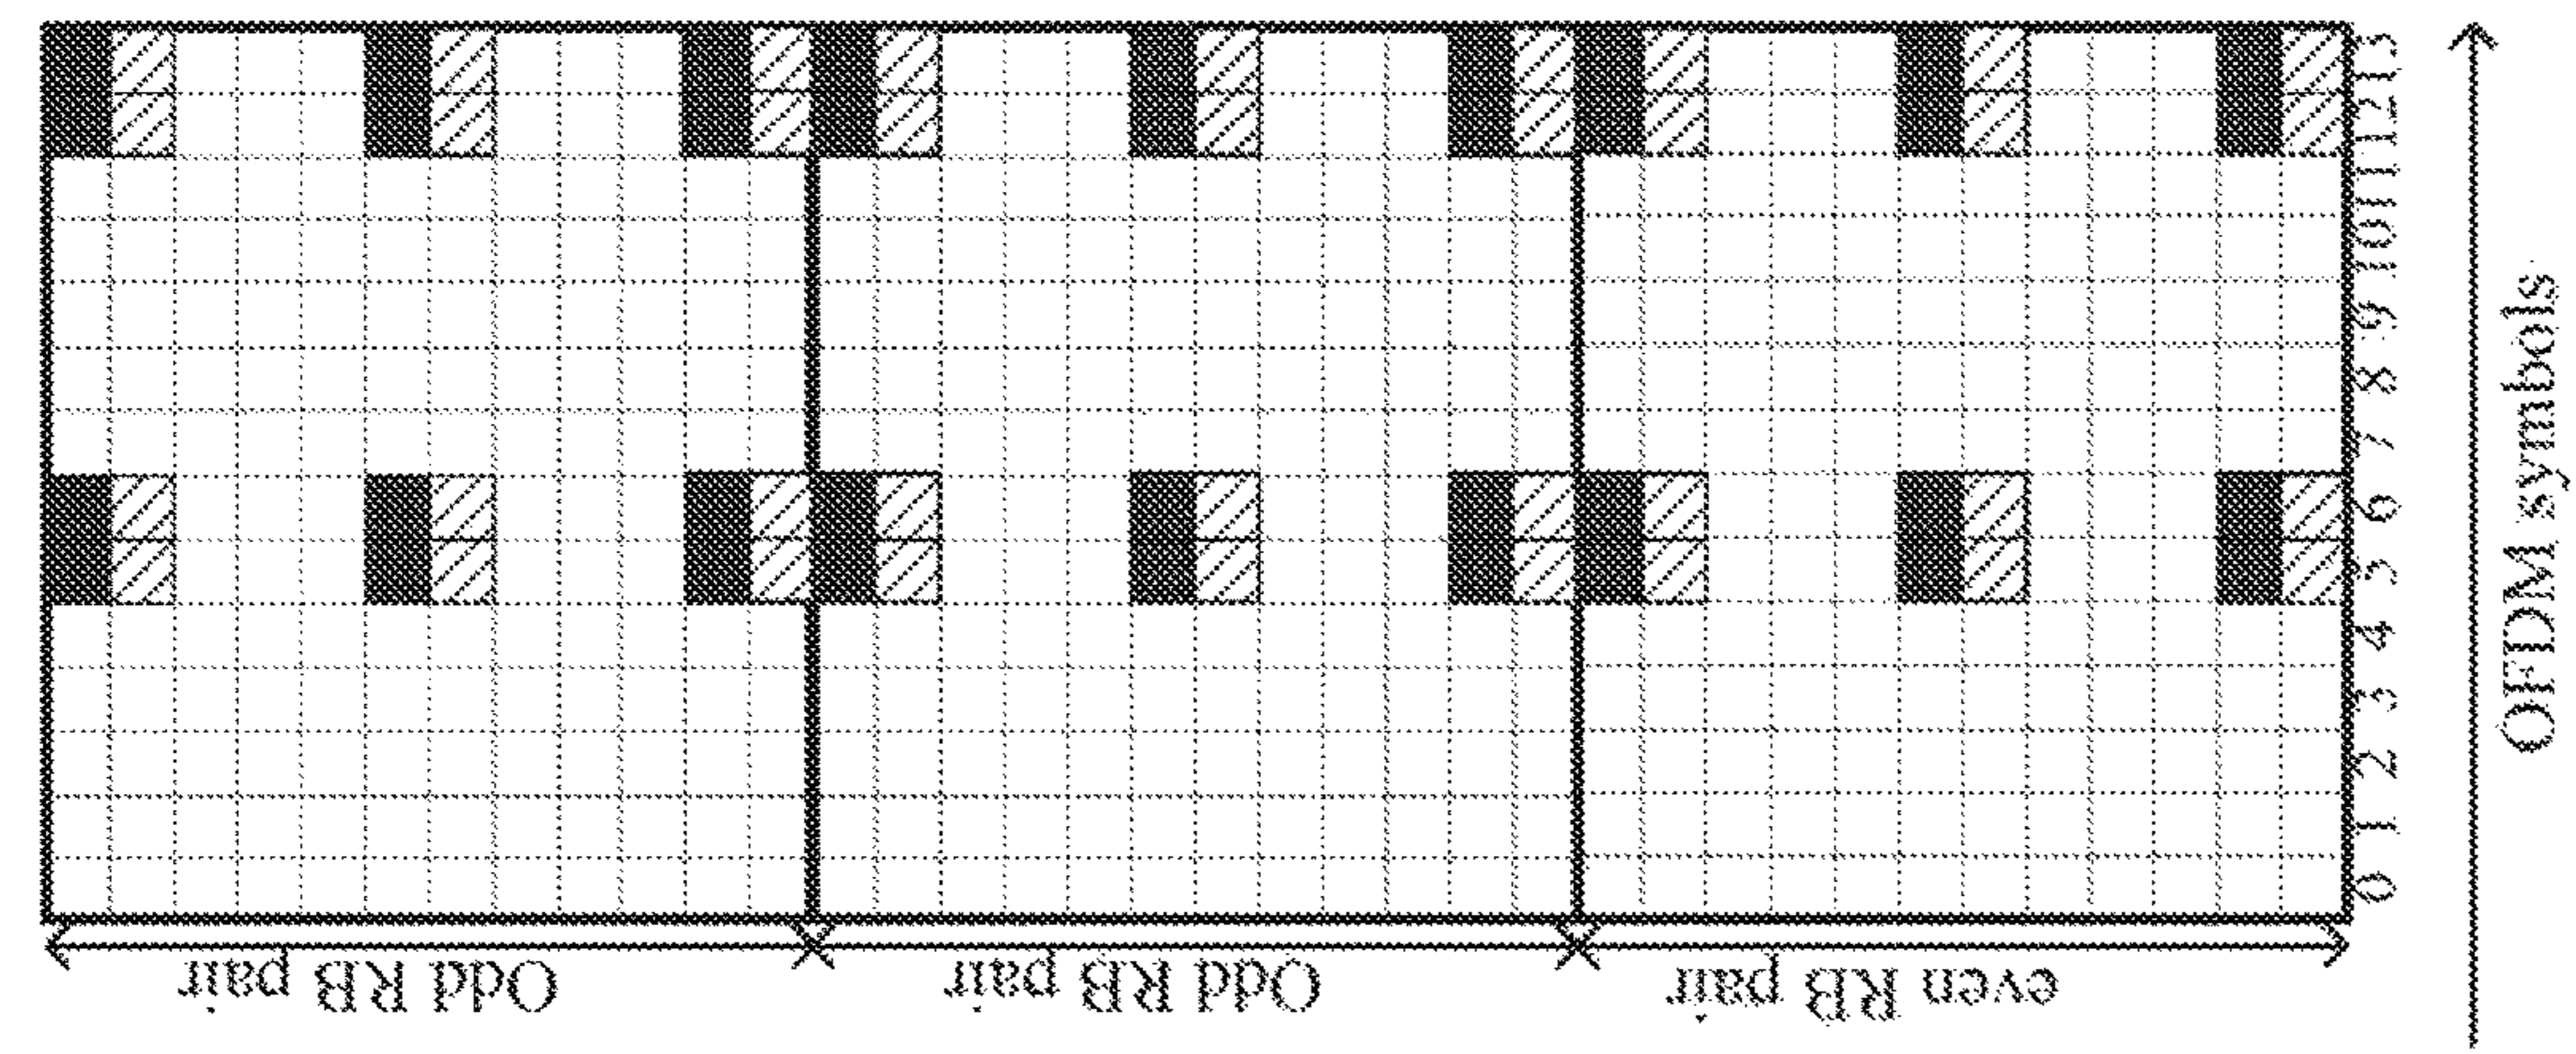 Odd RB pair
Odd RB pair
even RB pair
0 1 2 3 4 5 6 7 8 9 10 11 12 13
OFDM symbols